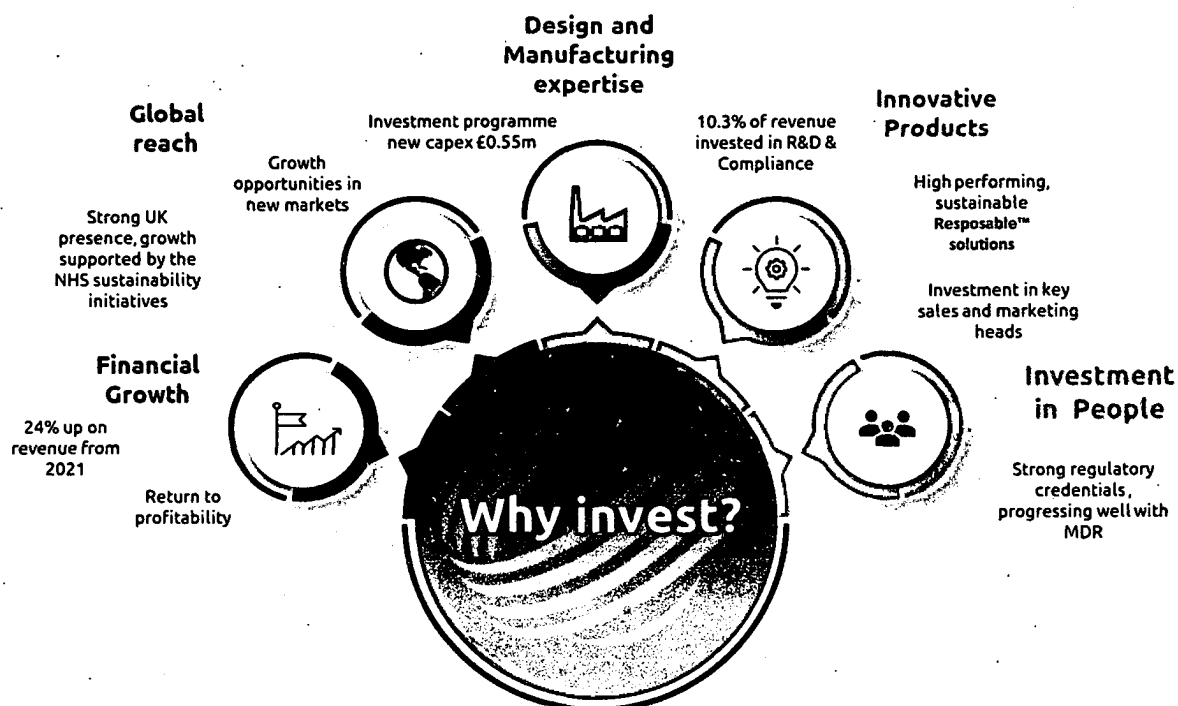 Design and
Manufacturing
expertise
Global
reach
Investment programme
new capex £0.55m
10.3% of revenue
invested in R&D &
Compliance
Innovative
Products
Growth
opportunities in
new markets
High performing,
sustainable
Resposable™
solutions
Strong UK
presence, growth
supported by the
NHS sustainability
initiatives
Investment in key
sales and marketing
heads
Financial
Growth
24% up on
revenue from
2021
Return to
profitability
Investment
in People
Strong regulatory
credentials,
progressing well with
MDR
Why invest?